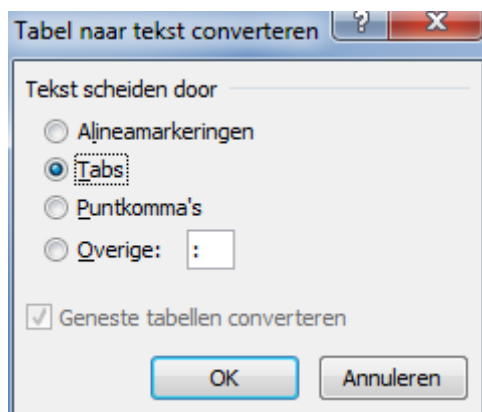 Tabel naar tekst converteren ?
Tekst scheiden door
Alineamarkeringen
Tabs
Puntkomma's
Overige: :
Geneste tabellen converteren
OK Annuleren